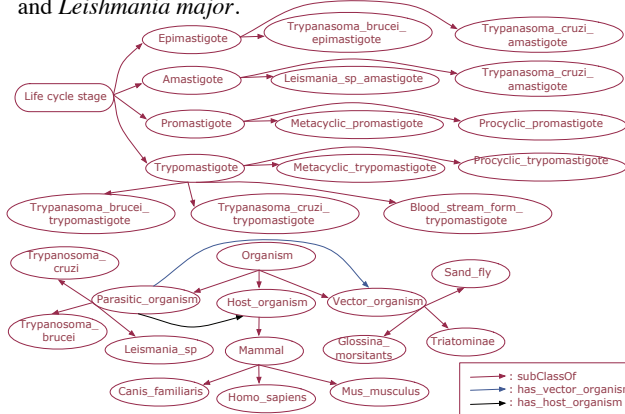 and Leishmania major.
Epimastigote
Trypanasoma_brucei_
epimastigote
Trypanasoma_cruzi_
amastigote
Amastigote
Leismania_sp_amastigote
Trypanasoma_cruzi_
amastigote
Life cycle stage
Promastigote
Metacyclic_promastigote
Procyclic_promastigote
Trypomastigote
Metacyclic_trypomastigote
Procyclic_trypomastigote
Trypanasoma_brucei_
trypomastigote
Trypanasoma_cruzi_
trypomastigote
Blood_stream_form_
trypomastigote
Trypanosoma_
cruzi
Organism
Sand_fly
Parasitic_organism
Host_organism
Vector_organism
Trypanosoma_
brucei
Leismania_sp
Mammal
Glossina_
morsitants
Triatominae
Canis_familiaris
Homo_sapiens
Mus_musculus
: subClassOf
: has_vector_organism
: has_host_organism